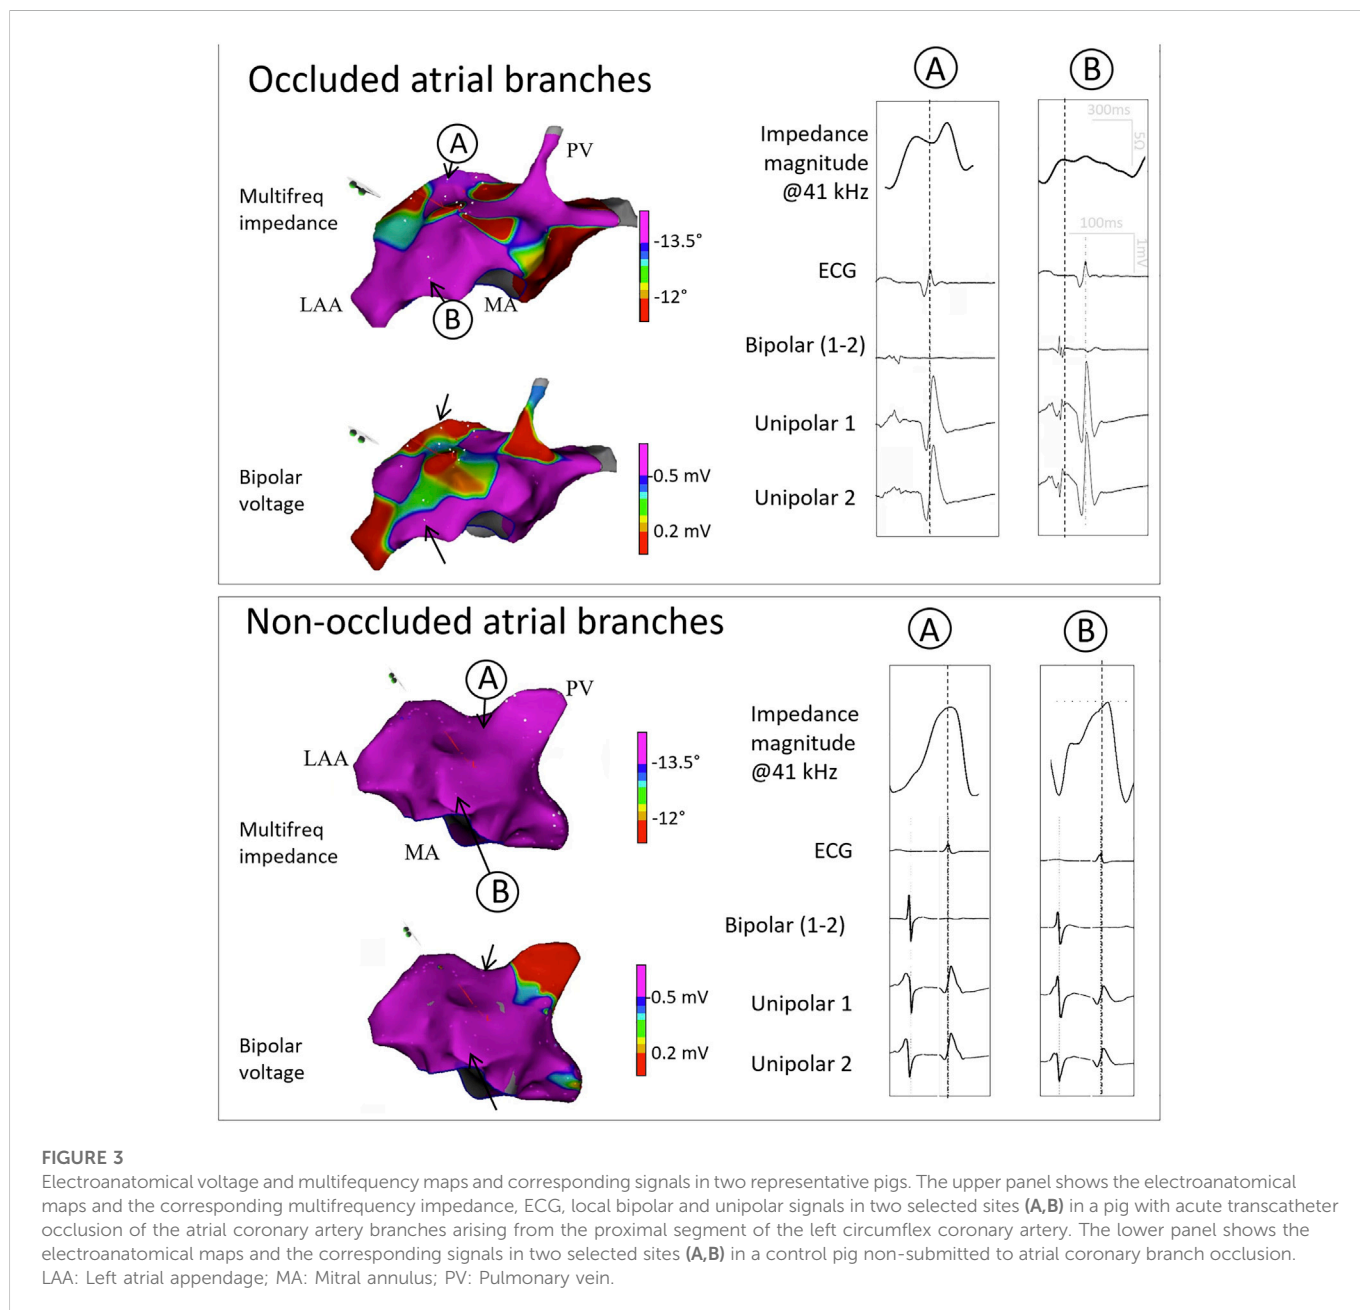 Occluded atrial branches
A
PV
Multifreq
impedance
-13.5°
-12°
LAA
B
MA
Bipolar
voltage
0.5 mV
0.2 mV
A
B
Impedance
magnitude
@41 kHz
300ms
5Ω
ECG
100ms
1mV
Bipolar (1-2)
Unipolar 1
Unipolar 2
Non-occluded atrial branches
A
PV
LAA
-13.5°
-12°
Multifreq
impedance
MA
B
Bipolar
voltage
0.5 mV
0.2 mV
A
B
Impedance
magnitude
@41 kHz
ECG
Bipolar (1-2)
Unipolar 1
Unipolar 2
FIGURE 3
Electroanatomical voltage and multifequency maps and corresponding signals in two representative pigs. The upper panel shows the electroanatomical
maps and the corresponding multifrequency impedance, ECG, local bipolar and unipolar signals in two selected sites (A,B) in a pig with acute transcatheter
occlusion of the atrial coronary artery branches arising from the proximal segment of the left circumflex coronary artery. The lower panel shows the
electroanatomical maps and the corresponding signals in two selected sites (A,B) in a control pig non-submitted to atrial coronary branch occlusion.
LAA: Left atrial appendage; MA: Mitral annulus; PV: Pulmonary vein.